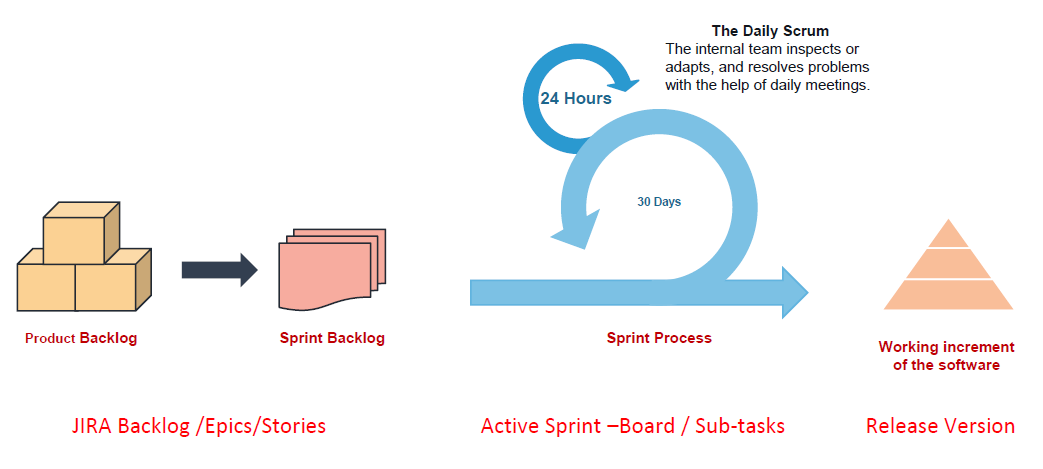 The Daily Scrum
The internal team inspects or
adapts, and resolves problems
with the help of daily meetings.
24 Hours
30 Days
Product Backlog
Sprint Backlog
Sprint Process
Working increment
of the software
JIRA Backlog /Epics/Stories
Active Sprint –Board / Sub-tasks
Release Version